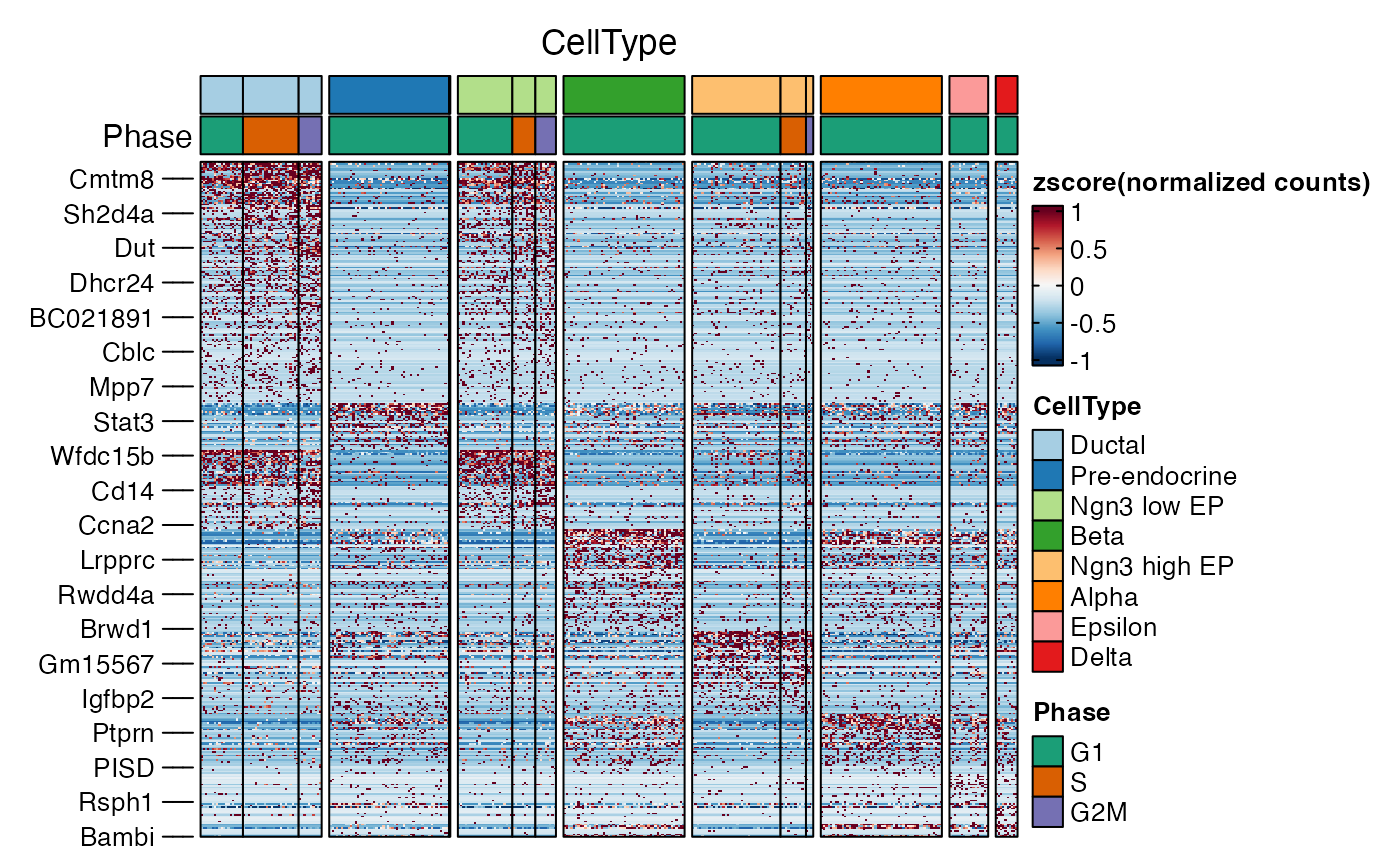 CellType
Phase
Cmtm8
Sh2d4a
Dut
Dhcr24
BC021891
Cblc
Mpp7
Stat3
Wfdc15b
Cd14
Ccna2
Lrpprc
Rwdd4a
Brwd1
Gm15567
Igfbp2
Ptprn
PISD
Rsph1
Bambi
zscore(normalized counts)
1
0.5
0
-0.5
-1
CellType
Ductal
Pre-endocrine
Ngn3 low EP
Beta
Ngn3 high EP
Alpha
Epsilon
Delta
Phase
G1
S
G2M